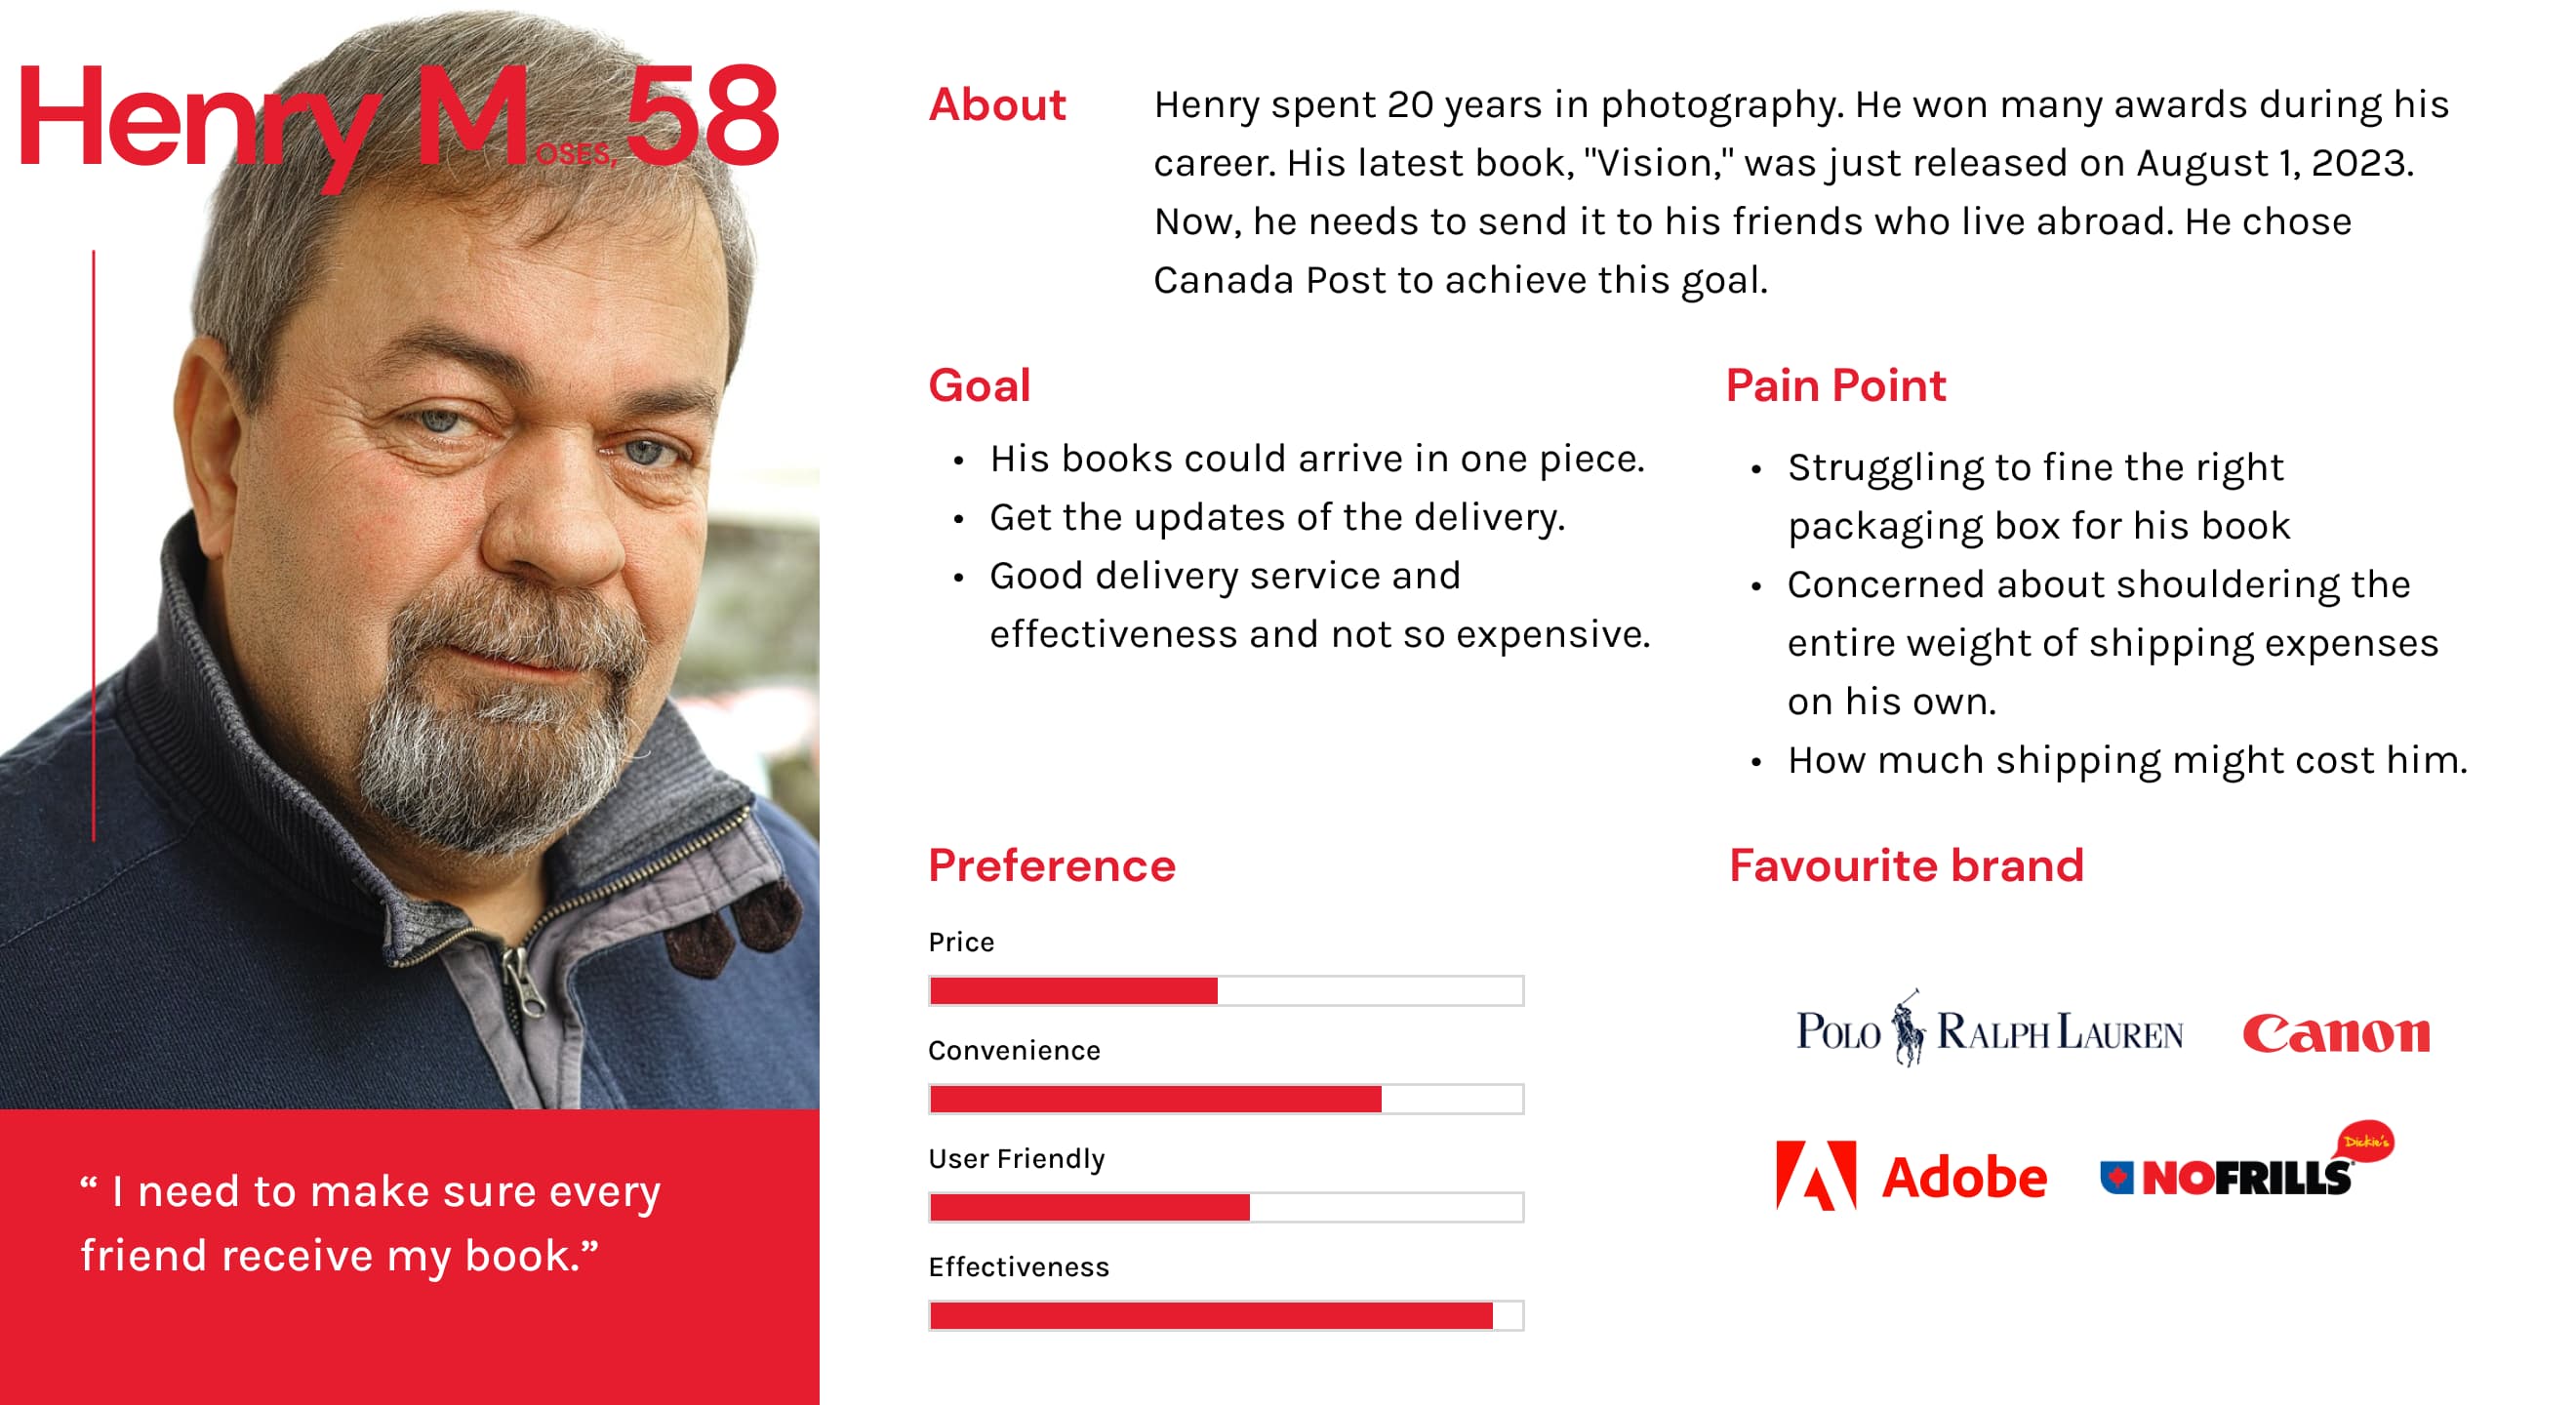 Henry Moses, 58
About
Henry spent 20 years in photography. He won many awards during his
career. His latest book, "Vision," was just released on August 1, 2023.
Now, he needs to send it to his friends who live abroad. He chose
Canada Post to achieve this goal.
Goal
• His books could arrive in one piece.
• Get the updates of the delivery.
• Good delivery service and
effectiveness and not so expensive.
Pain Point
• Struggling to fine the right
packaging box for his book
• Concerned about shouldering the
entire weight of shipping expenses
on his own.
• How much shipping might cost him.
Preference
Price
Convenience
User Friendly
Effectiveness
Favourite brand
POLO RALPH LAUREN
Canon
Adobe
NOFRILLS
Dickie's
“ I need to make sure every
friend receive my book.”